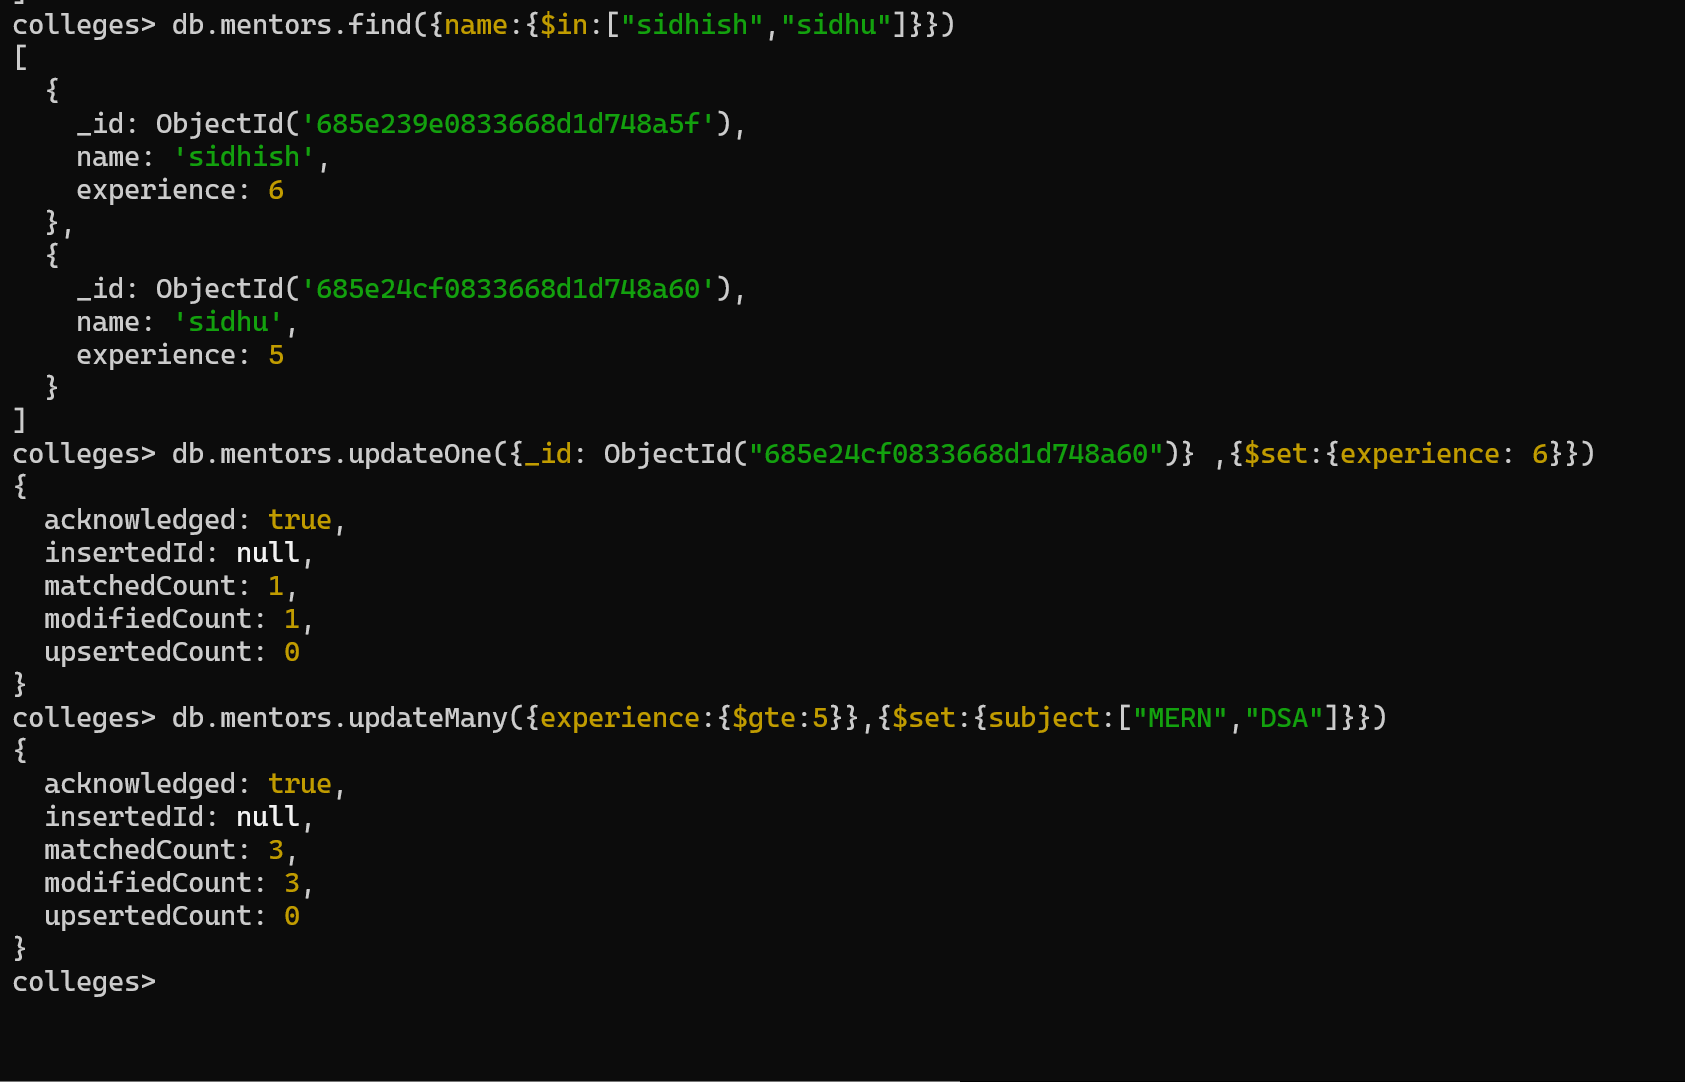 ]
colleges> db.mentors.find({name:{$in:["sidhish","sidhu"]}})
[
  {
    _id: ObjectId('685e239e0833668d1d748a5f'),
    name: 'sidhish',
    experience: 6
  },
  {
    _id: ObjectId('685e24cf0833668d1d748a60'),
    name: 'sidhu',
    experience: 5
  }
]
colleges> db.mentors.updateOne({_id: ObjectId("685e24cf0833668d1d748a60")} ,{$set:{experience: 6}})
{
  acknowledged: true,
  insertedId: null,
  matchedCount: 1,
  modifiedCount: 1,
  upsertedCount: 0
}
colleges> db.mentors.updateMany({experience:{$gte:5}},{$set:{subject:["MERN","DSA"]}})
{
  acknowledged: true,
  insertedId: null,
  matchedCount: 3,
  modifiedCount: 3,
  upsertedCount: 0
}
colleges>